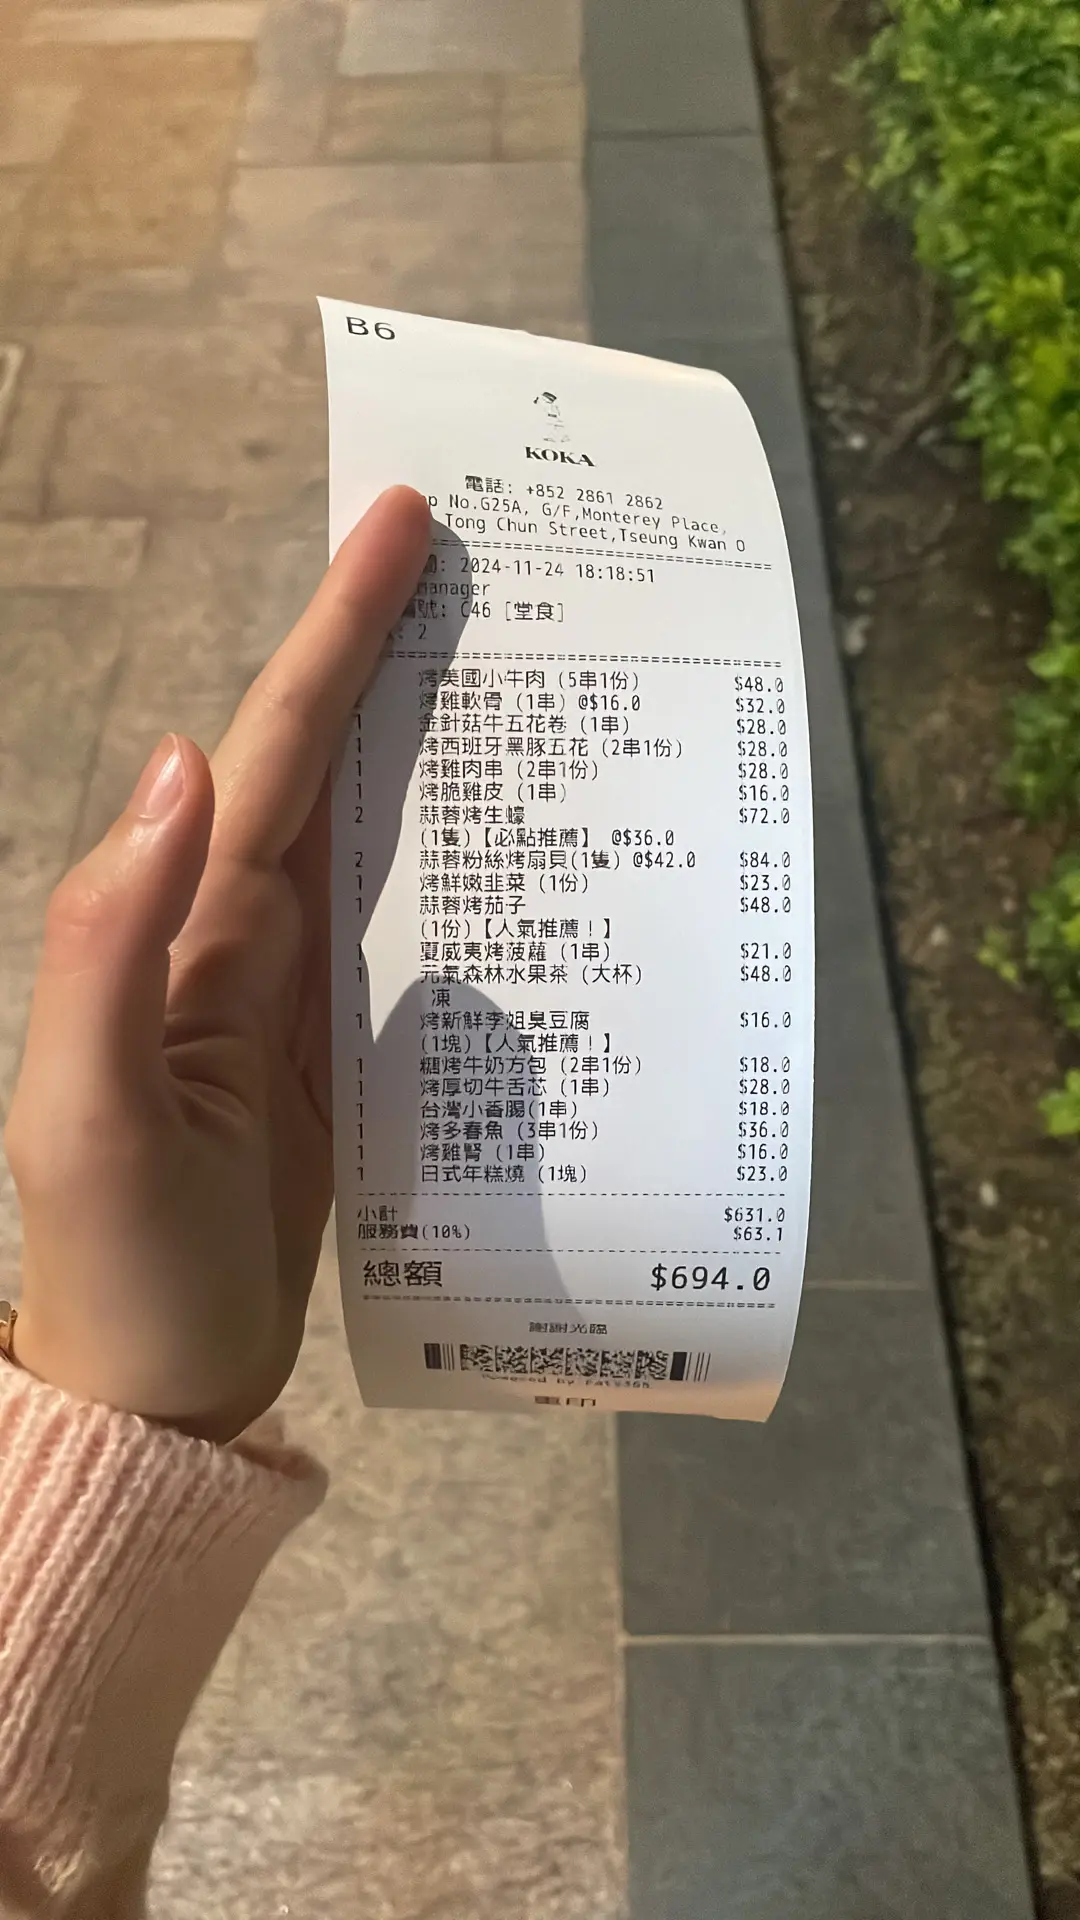 B6
KOKA
電話: +852 2861 2862
No.G25A, G/F,Monterey Place,
Tong Chun Street,Tseung Kwan O
: 2024-11-24 18:18:51
Manager
號: C46 [堂食]
: 2
烤美國小牛肉 (5串1份) $48.0
2 烤雞軟骨 (1串) @$16.0 $32.0
1 金針菇牛五花卷 (1串) $28.0
1 烤西班牙黑豚五花 (2串1份) $28.0
1 烤雞肉串 (2串1份) $28.0
1 烤脆雞皮 (1串) $16.0
2 蒜蓉烤生蠔 $72.0
(1隻)【必點推薦】 @$36.0
2 蒜蓉粉絲烤扇貝(1隻) @$42.0 $84.0
1 烤鮮嫩韭菜 (1份) $23.0
1 蒜蓉烤茄子 $48.0
(1份)【人氣推薦！】
1 夏威夷烤菠蘿 (1串) $21.0
1 元氣森林水果茶 (大杯) $48.0
凍
1 烤新鮮李姐臭豆腐 $16.0
(1塊)【人氣推薦！】
1 糖烤牛奶方包 (2串1份) $18.0
1 烤厚切牛舌芯 (1串) $28.0
1 台灣小香腸(1串) $18.0
1 烤多春魚 (3串1份) $36.0
1 烤雞腎 (1串) $16.0
1 日式年糕燒 (1塊) $23.0
小計 $631.0
服務費(10%) $63.1
總額 $694.0
謝謝光臨
Powered by